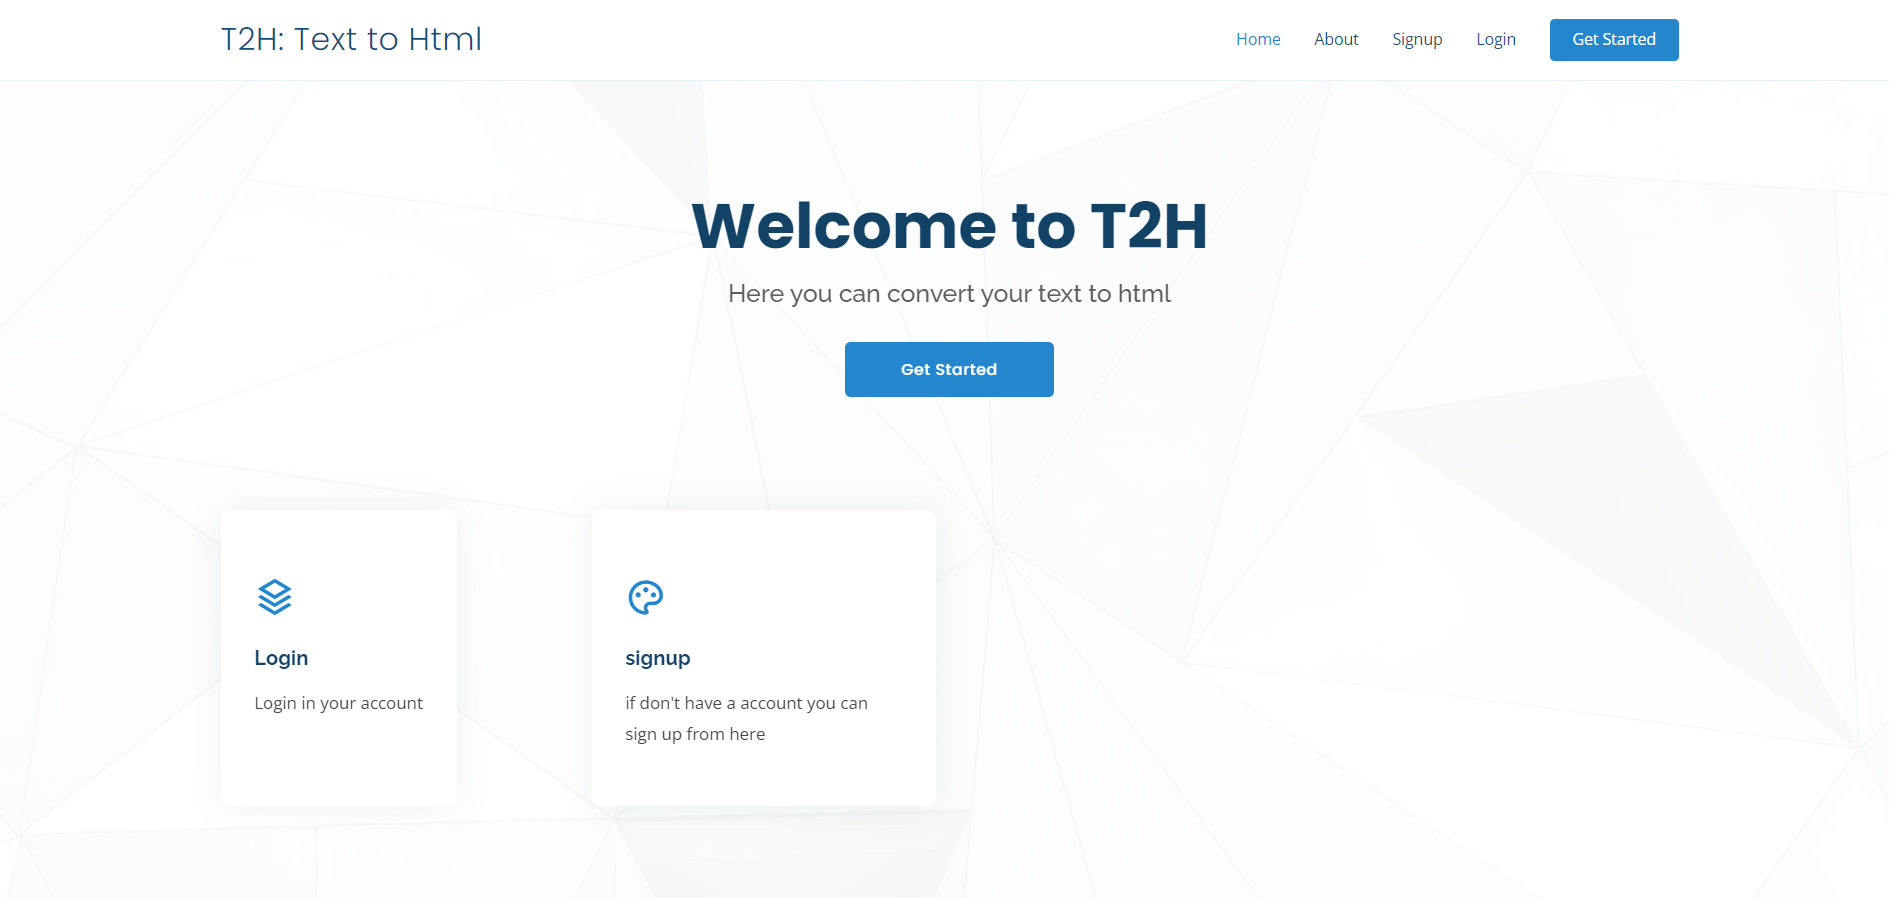 T2H: Text to Html
Home
About
Signup
Login
Get Started
Welcome to T2H
Here you can convert your text to html
Get Started
Login
Login in your account
signup
if don't have a account you can
sign up from here